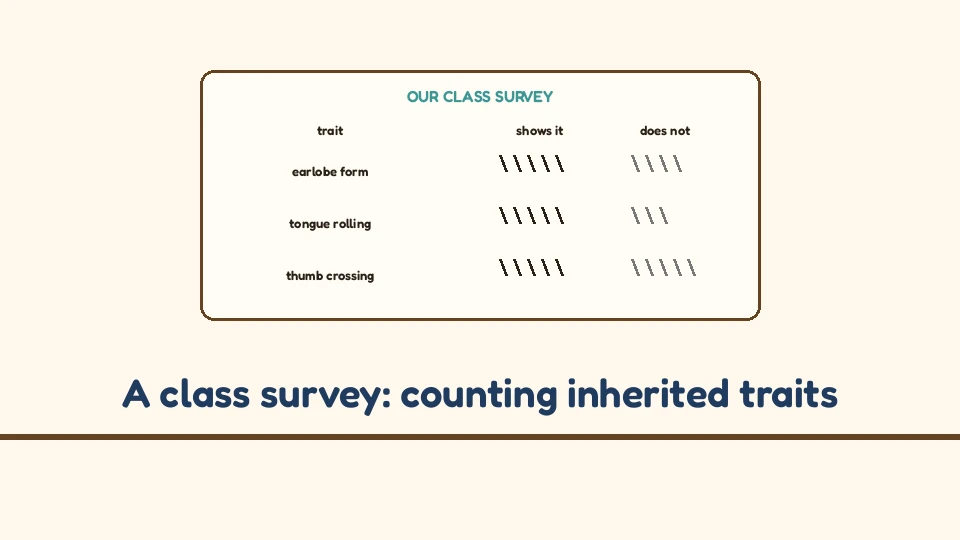 OUR CLASS SURVEY
trait shows it does not
earlobe form
tongue rolling
thumb crossing
A class survey: counting inherited traits